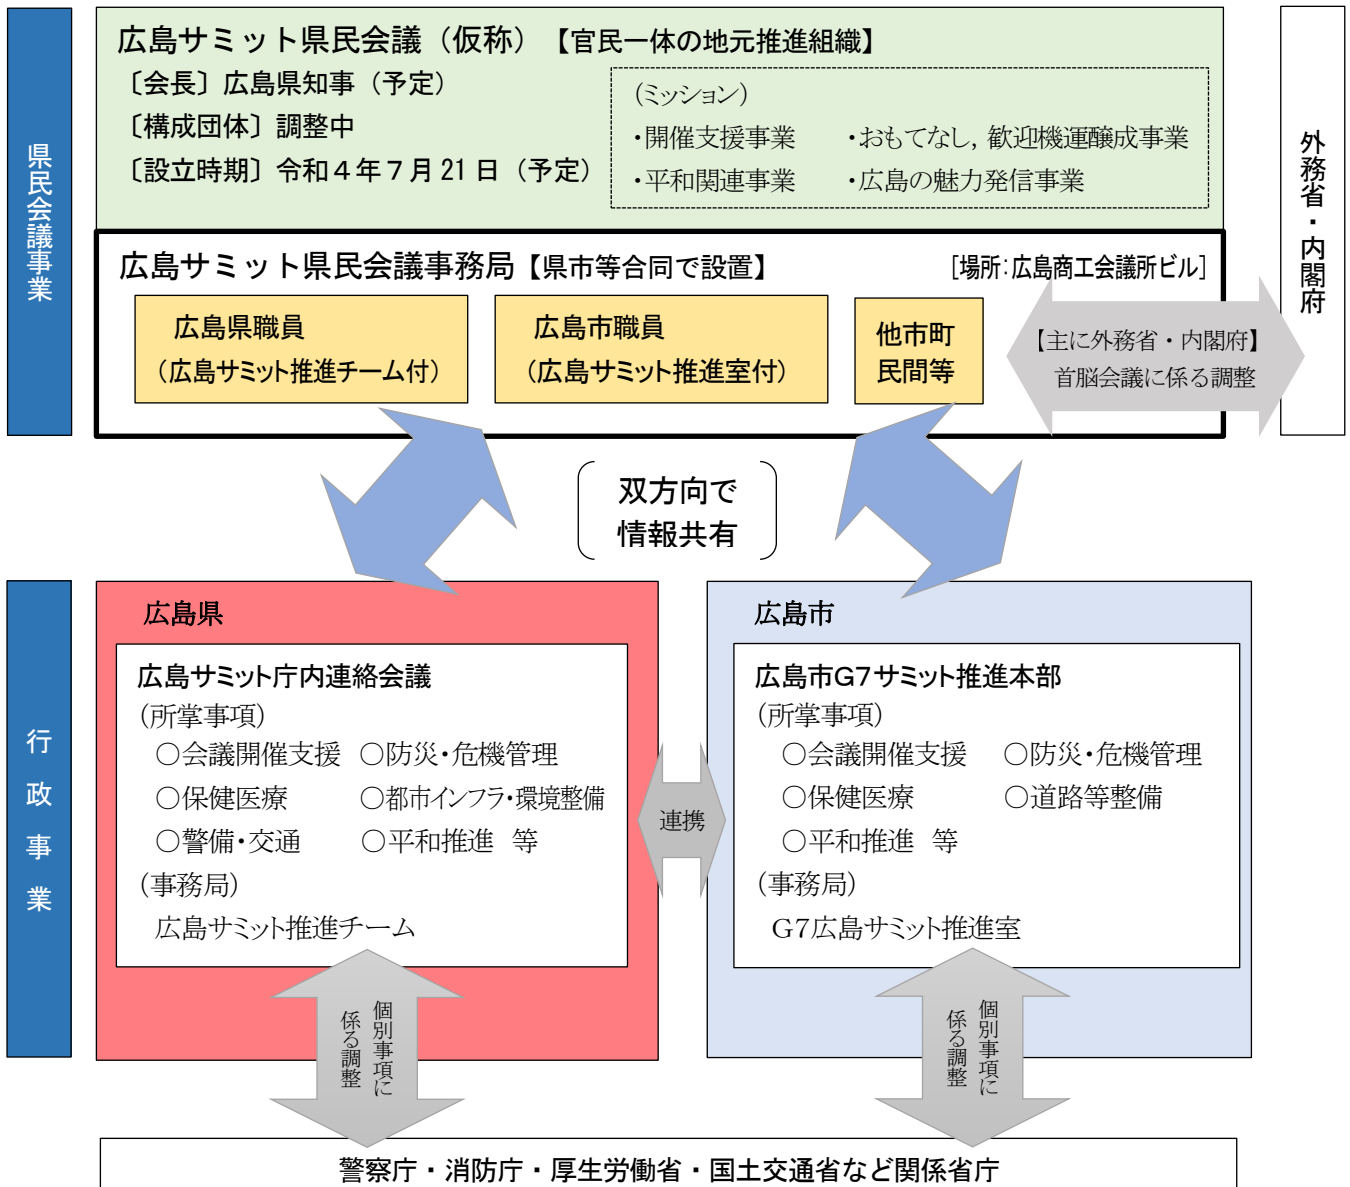 広島サミット県民会議（仮称）【官民一体の地元推進組織】
〔会長〕広島県知事（予定）
〔構成団体〕調整中
〔設立時期〕令和４年７月21日（予定）
(ミッション)
・開催支援事業　・おもてなし，歓迎機運醸成事業
・平和関連事業　・広島の魅力発信事業
県民会議事業
外務省・内閣府
広島サミット県民会議事務局【県市等合同で設置】
[場所：広島商工会議所ビル]
広島県職員
（広島サミット推進チーム付）
広島市職員
（広島サミット推進室付）
他市町
民間等
【主に外務省・内閣府】
首脳会議に係る調整
双方向で
情報共有
行政事業
広島県
広島サミット庁内連絡会議
(所掌事項)
○会議開催支援　○防災・危機管理
○保健医療　○都市インフラ・環境整備
○警備・交通　○平和推進　等
(事務局)
広島サミット推進チーム
連携
広島市
広島市G7サミット推進本部
(所掌事項)
○会議開催支援　○防災・危機管理
○保健医療　○道路等整備
○平和推進　等
(事務局)
G7広島サミット推進室
個別事項に
係る調整
個別事項に
係る調整
警察庁・消防庁・厚生労働省・国土交通省など関係省庁